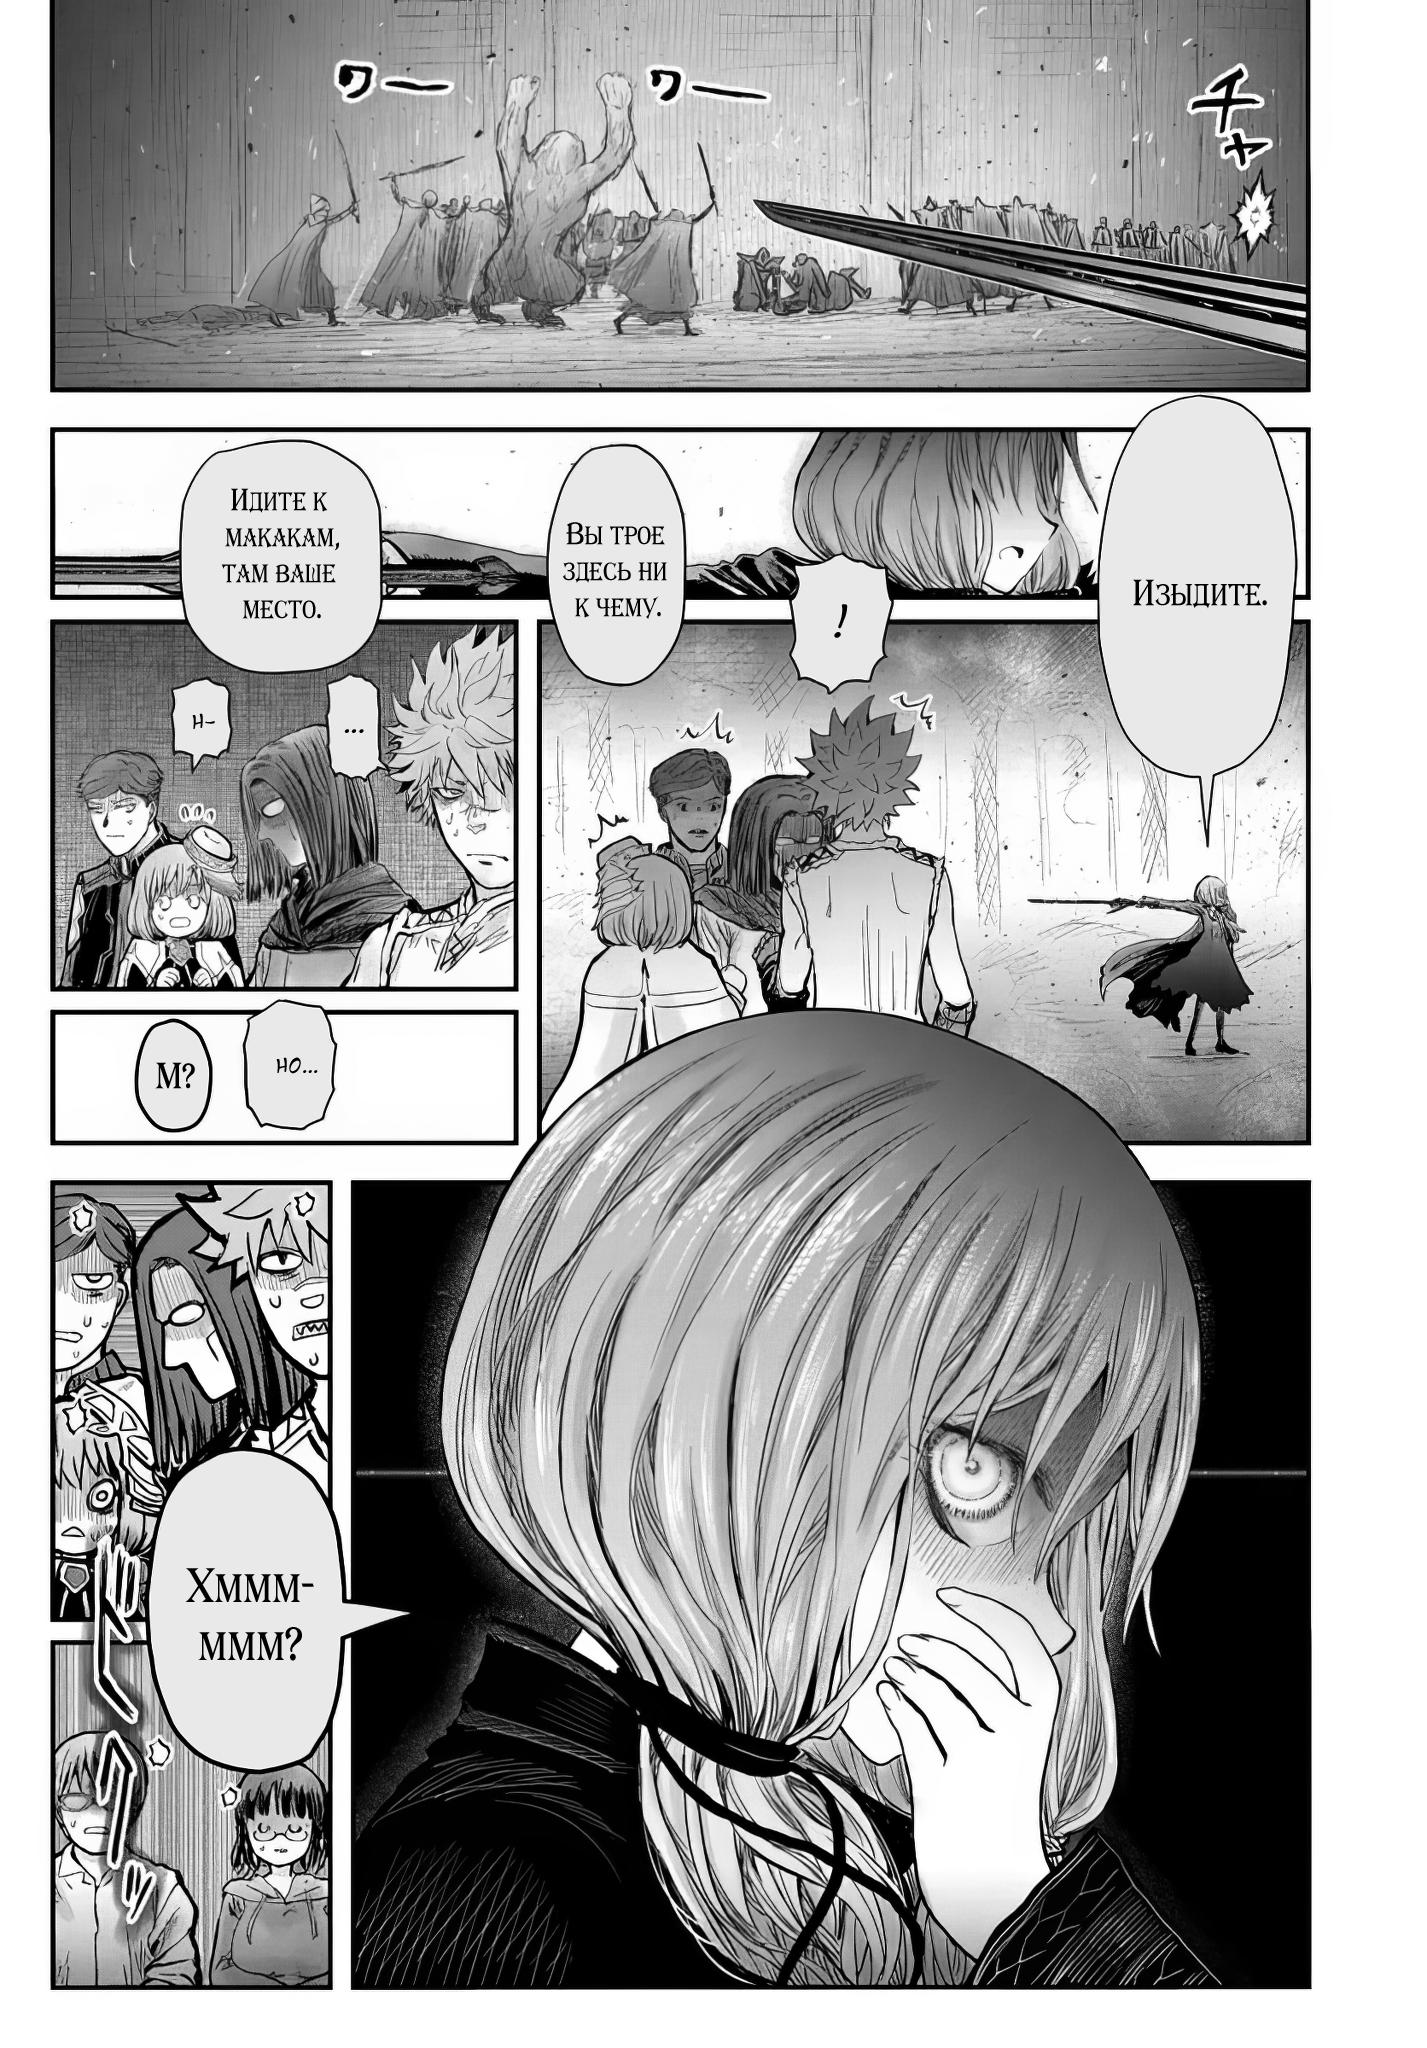 ワー
ワー
チャ
Изыдите.
Вы трое
здесь ни
к чему.
!
Идите к
макакам,
там ваше
место.
...
Н-
но...
М?
Хммм-
ммм?